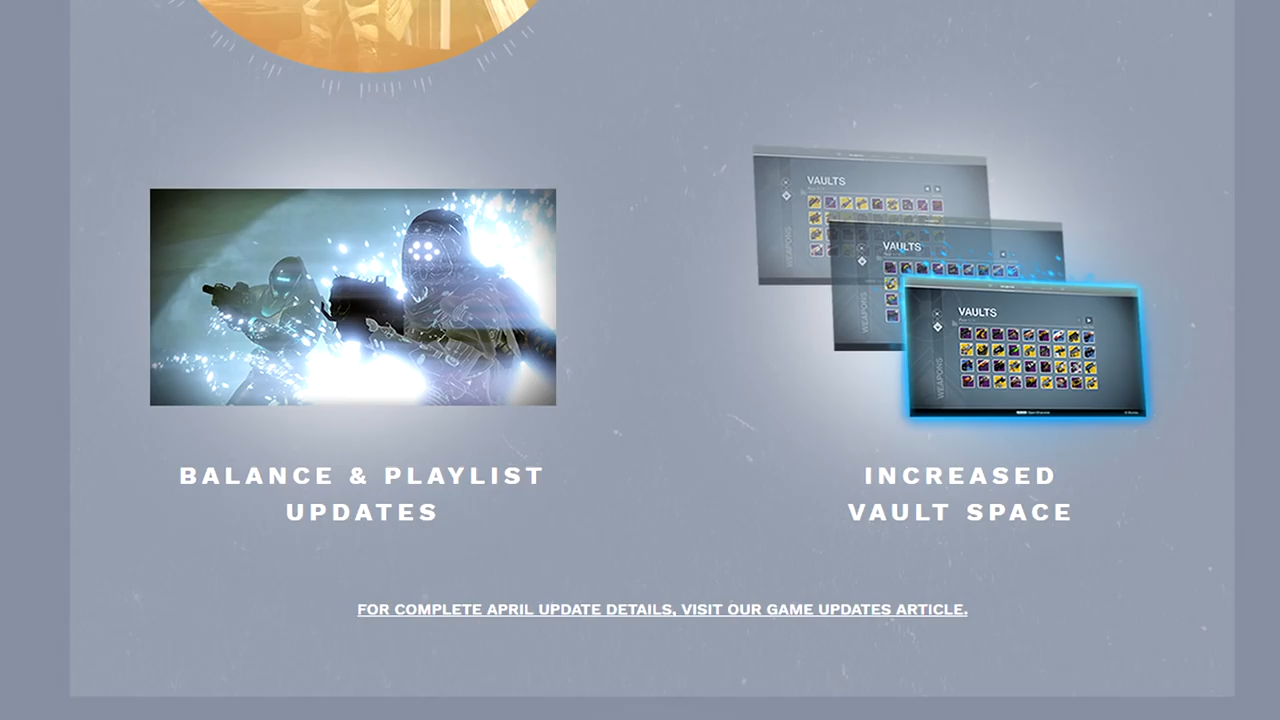 VAULTS
WEAPONS
VAULTS
WEAPONS
VAULTS
WEAPONS
BALANCE & PLAYLIST
UPDATES
INCREASED
VAULT SPACE
FOR COMPLETE APRIL UPDATE DETAILS, VISIT OUR GAME UPDATES ARTICLE.